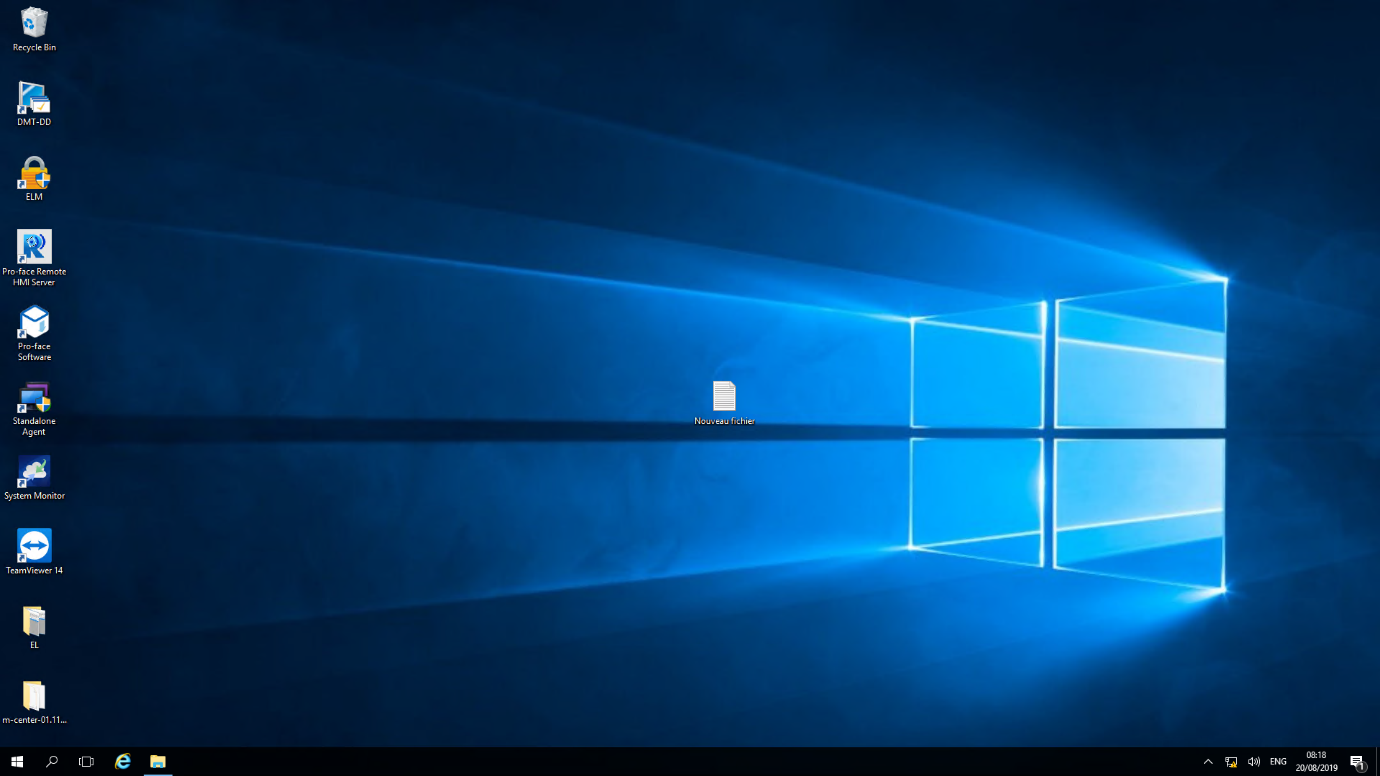 Recycle Bin
DMT-DD
ELM
Pro-face Remote
HMI Server
Pro-face
Software
Standalone
Agent
System Monitor
TeamViewer 14
EL
m-center-01.11...
Nouveau fichier
ENG
08:18
20/08/2019
1